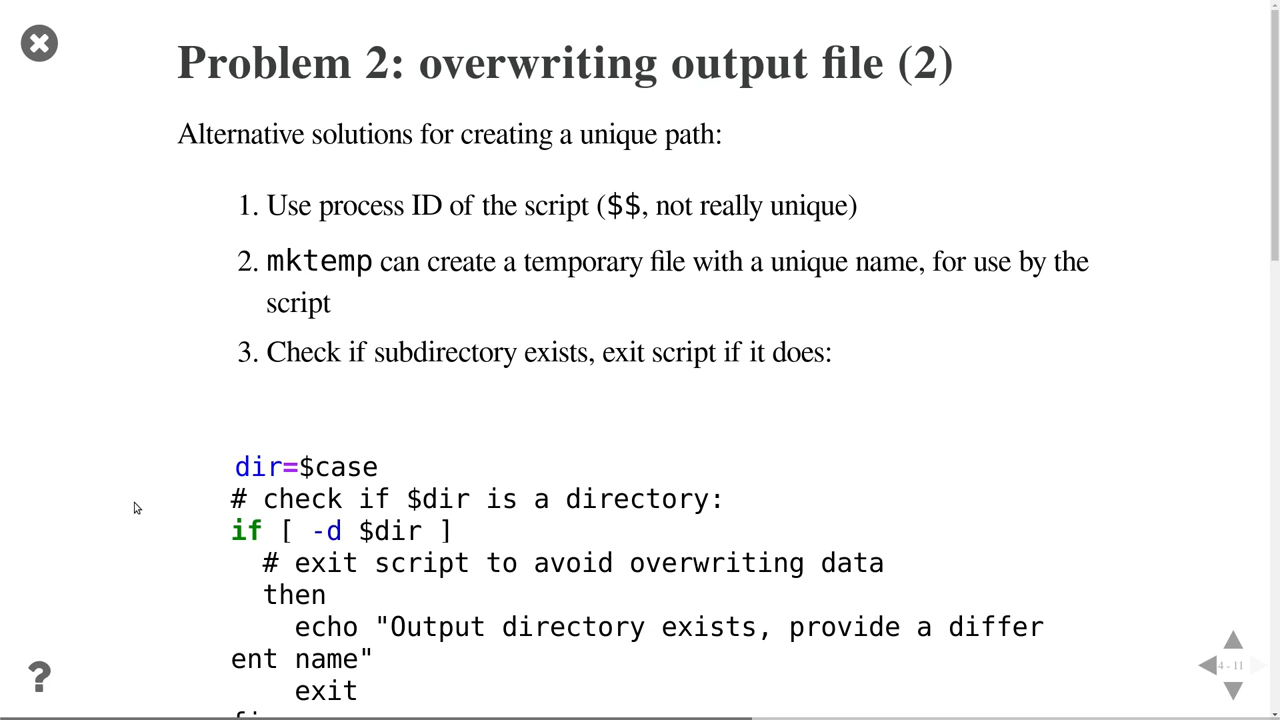 Problem 2: overwriting output file (2)
Alternative solutions for creating a unique path:
1. Use process ID of the script ($$, not really unique)
2. mktemp can create a temporary file with a unique name, for use by the
script
3. Check if subdirectory exists, exit script if it does:
dir=$case
# check if $dir is a directory:
if [ -d $dir ]
# exit script to avoid overwriting data
then
echo "Output directory exists, provide a differ
ent name"
exit
fi
?
4 - 11